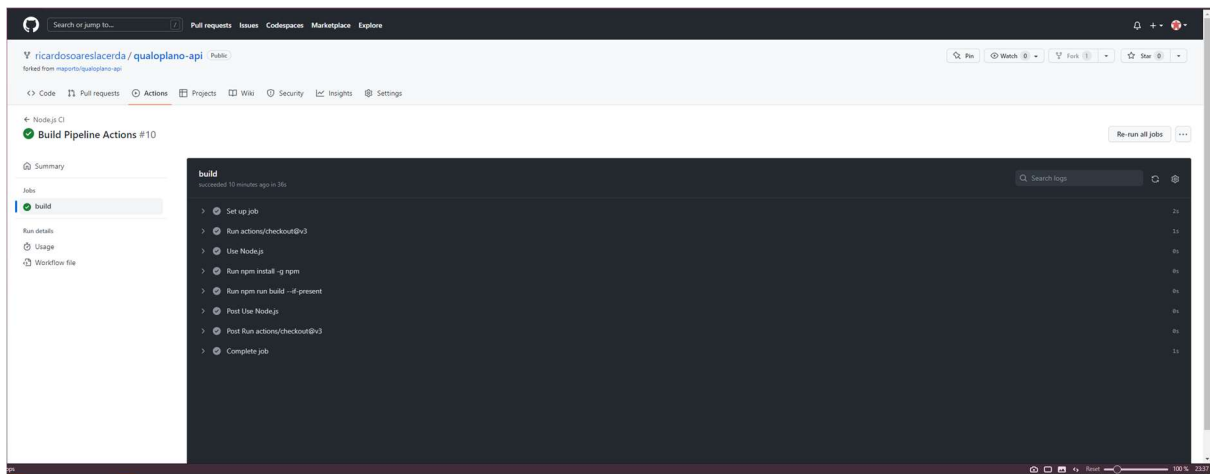 Search or jump to... /
Pull requests Issues Codespaces Marketplace Explore
ricardosoareslacerda / qualoplano-api Public
forked from maporto/qualoplano-api
Pin Watch 0 Fork 1 Star 0
Code Pull requests Actions Projects Wiki Security Insights Settings
← Node.js CI
Build Pipeline Actions #10
Re-run all jobs ...
Summary
Jobs
build
Run details
Usage
Workflow file
build
succeeded 10 minutes ago in 36s
Search logs
Set up job 2s
Run actions/checkout@v3 1s
Use Node.js 0s
Run npm install -g npm 0s
Run npm run build --if-present 0s
Post Use Node.js 0s
Post Run actions/checkout@v3 0s
Complete job 1s
Reset 100 % 23:37